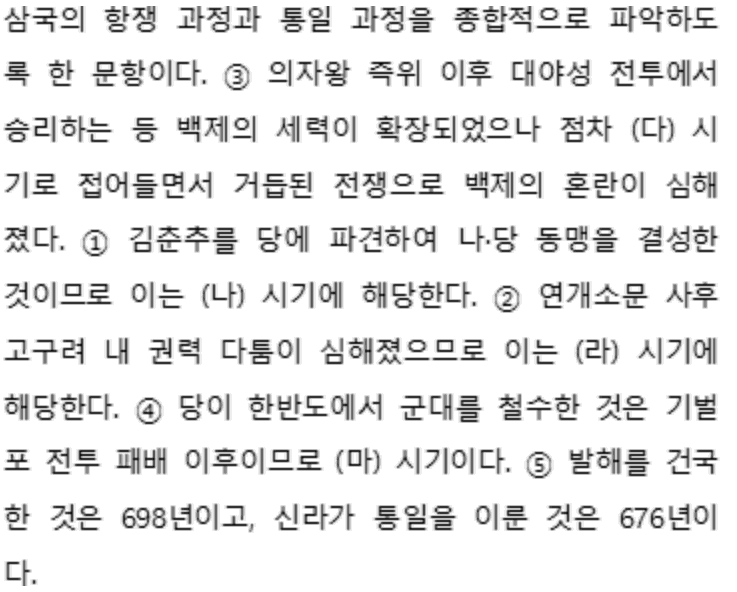 삼국의 항쟁 과정과 통일 과정을 종합적으로 파악하도
록 한 문항이다. ③ 의자왕 즉위 이후 대야성 전투에서
승리하는 등 백제의 세력이 확장되었으나 점차 (다) 시
기로 접어들면서 거듭된 전쟁으로 백제의 혼란이 심해
졌다. ① 김춘추를 당에 파견하여 나·당 동맹을 결성한
것이므로 이는 (나) 시기에 해당한다. ② 연개소문 사후
고구려 내 권력 다툼이 심해졌으므로 이는 (라) 시기에
해당한다. ④ 당이 한반도에서 군대를 철수한 것은 기벌
포 전투 패배 이후이므로 (마) 시기이다. ⑤ 발해를 건국
한 것은 698년이고, 신라가 통일을 이룬 것은 676년이
다.